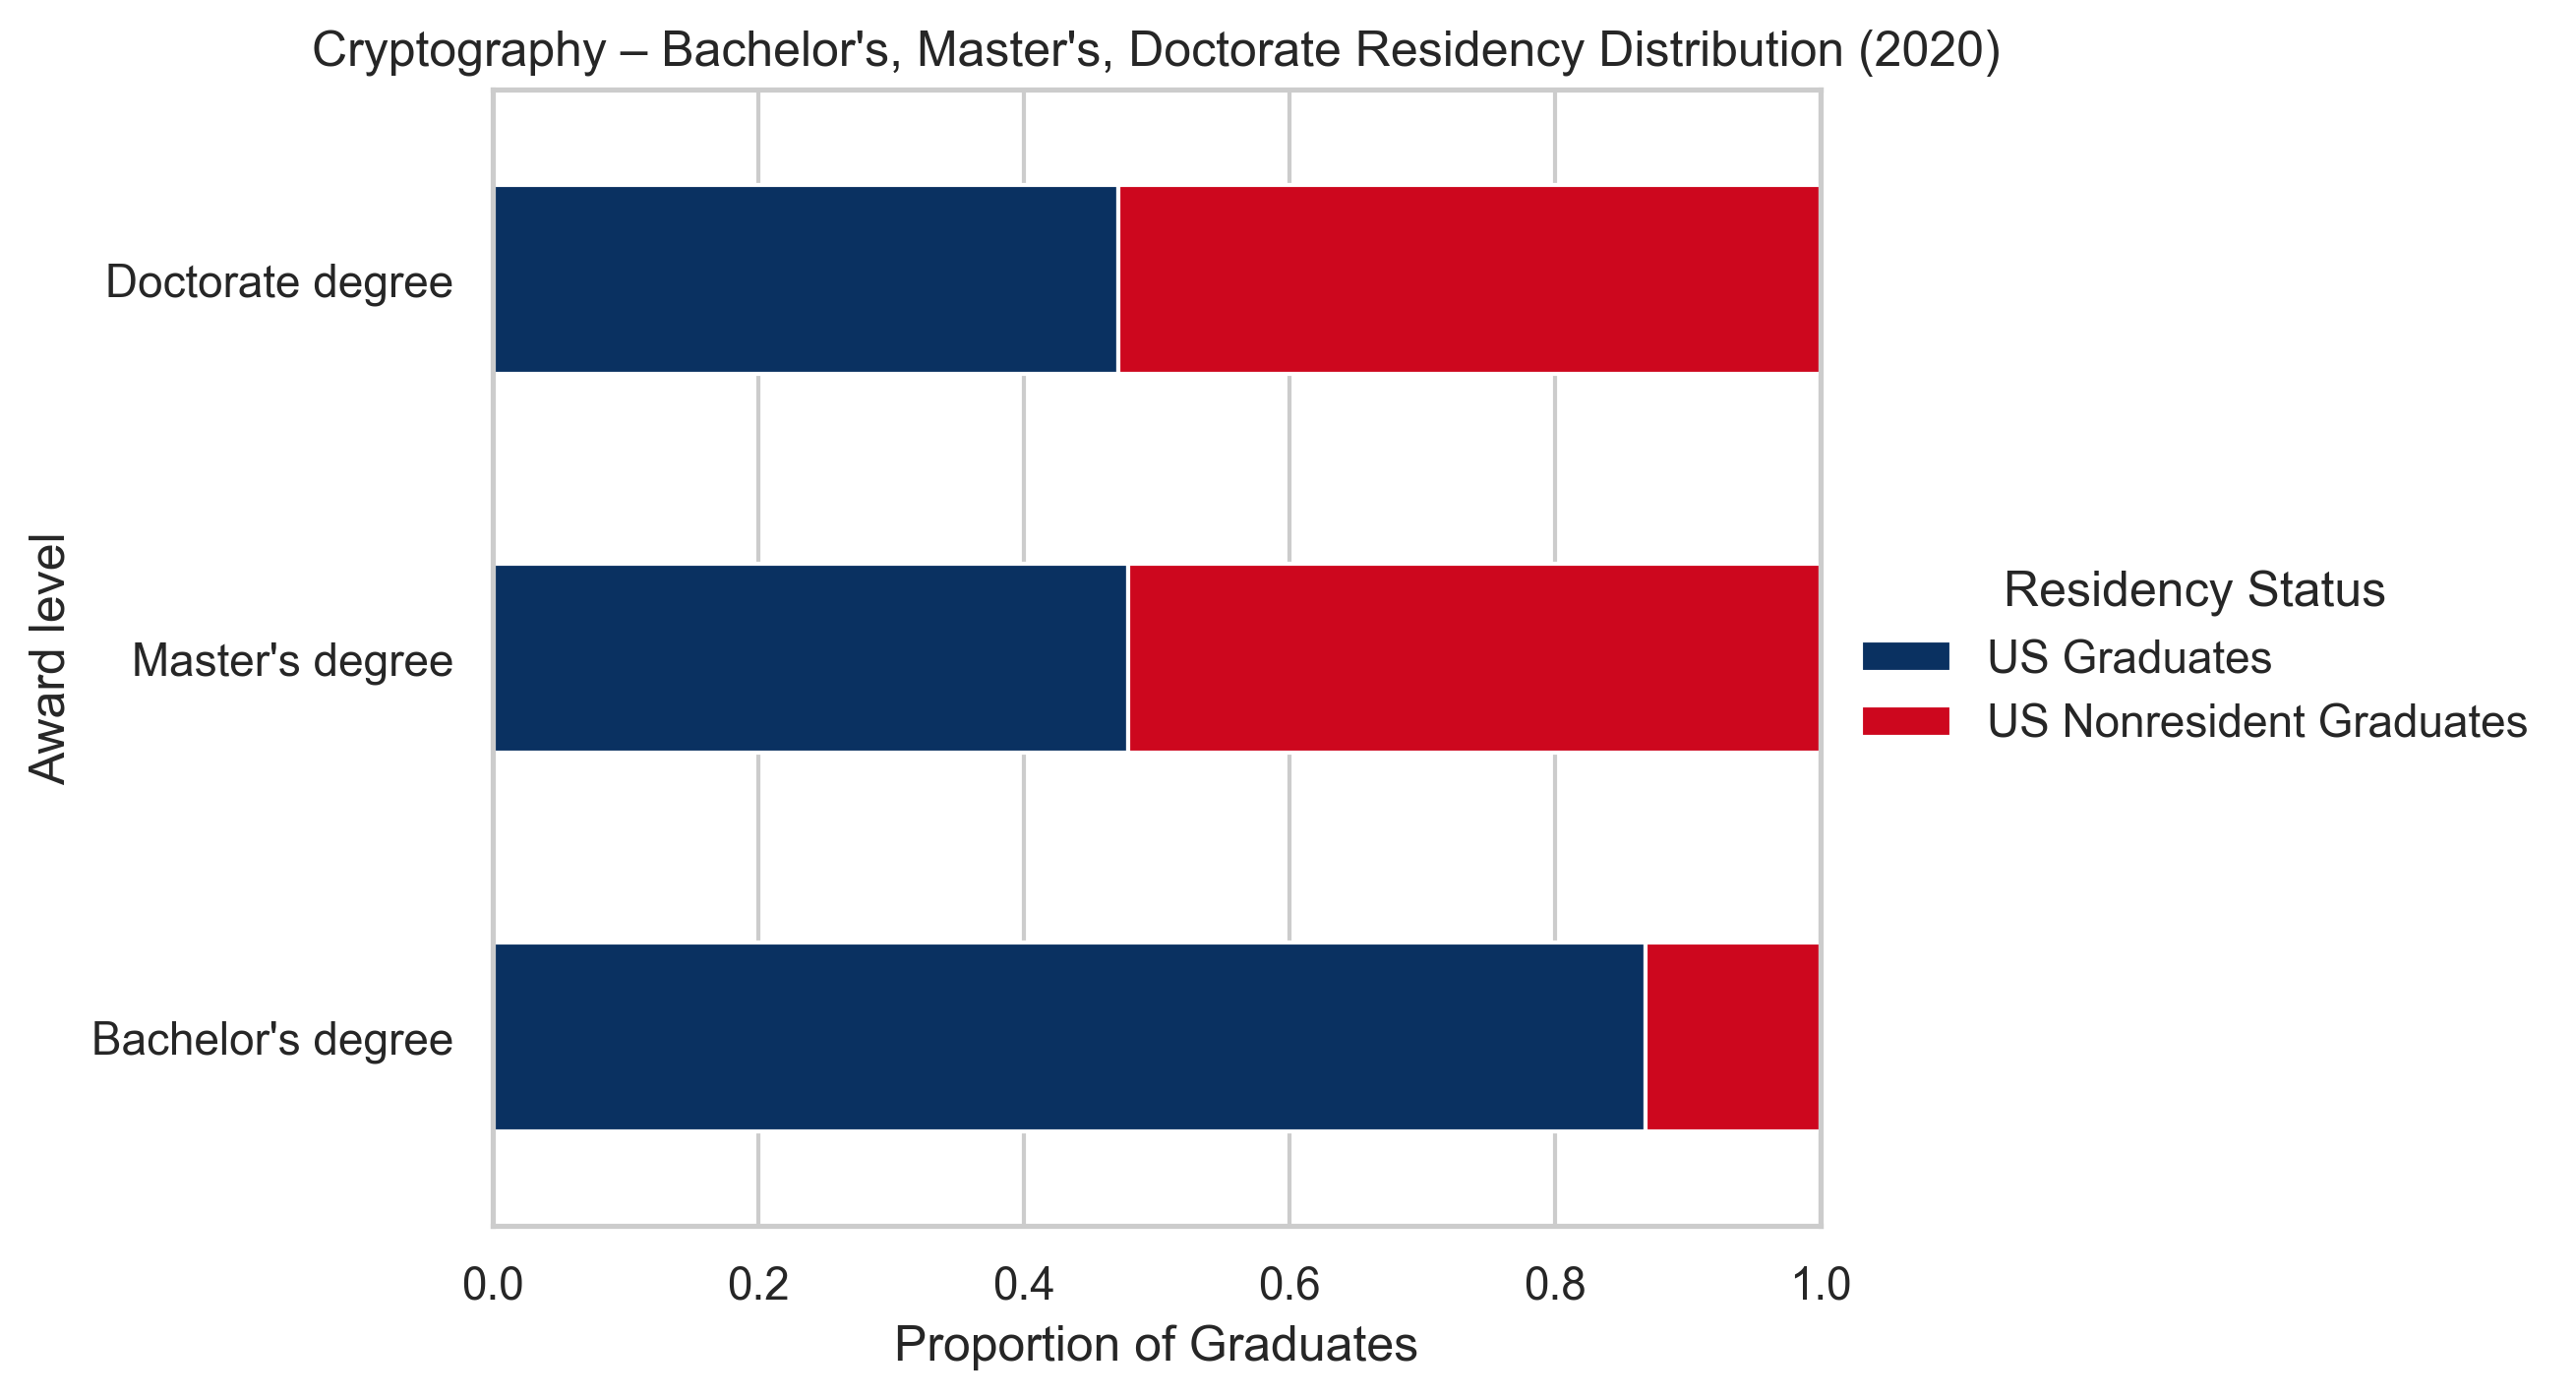 Cryptography – Bachelor's, Master's, Doctorate Residency Distribution (2020)
Award level
Doctorate degree
Master's degree
Bachelor's degree
0.0 0.2 0.4 0.6 0.8 1.0
Proportion of Graduates
Residency Status
US Graduates
US Nonresident Graduates